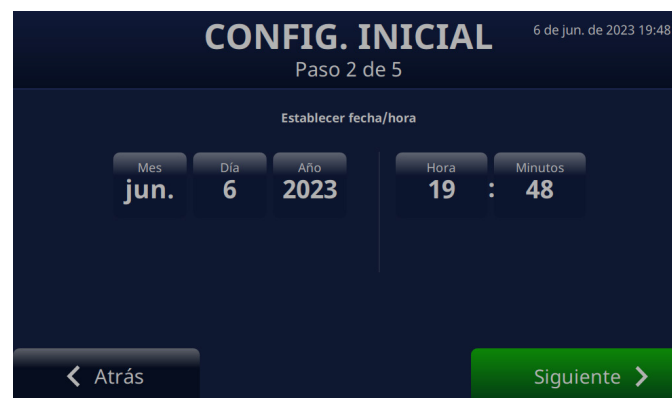 CONFIG. INICIAL
6 de jun. de 2023 19:48
Paso 2 de 5
Establecer fecha/hora
Mes Día Año Hora Minutos
jun. 6 2023 19 : 48
Atrás Siguiente